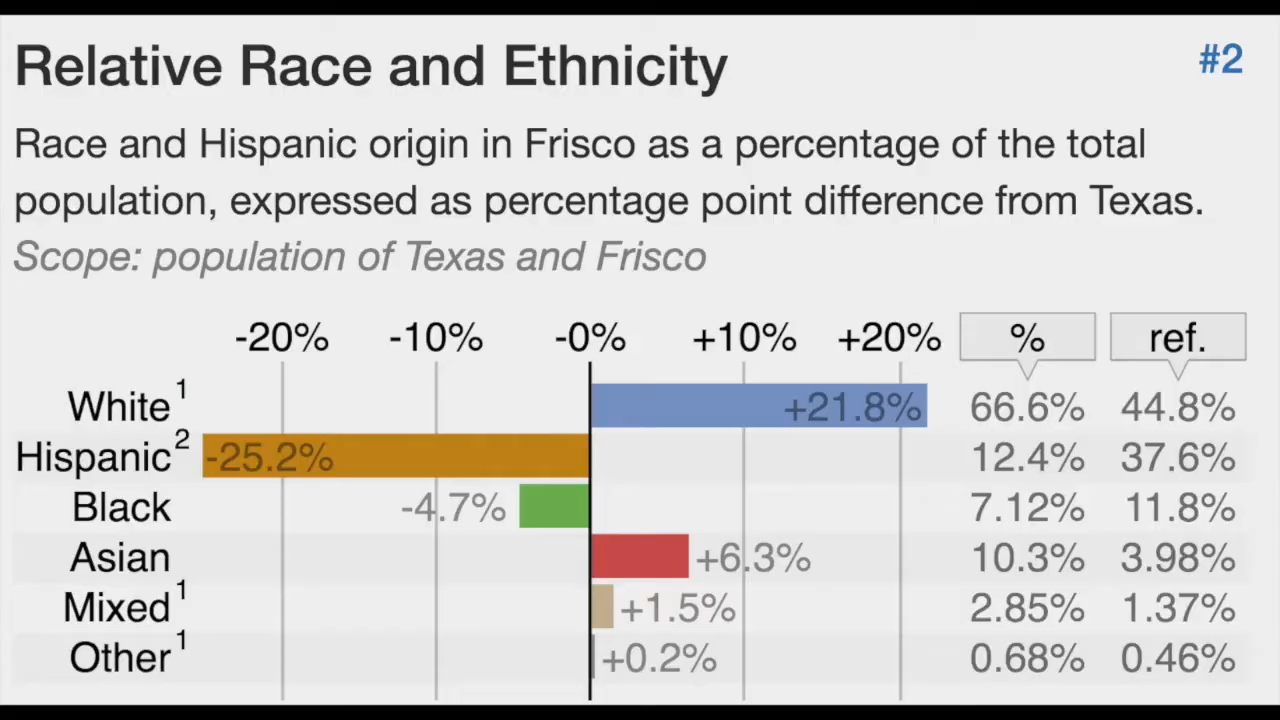 Relative Race and Ethnicity #2
Race and Hispanic origin in Frisco as a percentage of the total
population, expressed as percentage point difference from Texas.
Scope: population of Texas and Frisco
-20% -10% -0% +10% +20% % ref.
White1 +21.8% 66.6% 44.8%
Hispanic2 -25.2% 12.4% 37.6%
Black -4.7% 7.12% 11.8%
Asian +6.3% 10.3% 3.98%
Mixed1 +1.5% 2.85% 1.37%
Other1 +0.2% 0.68% 0.46%